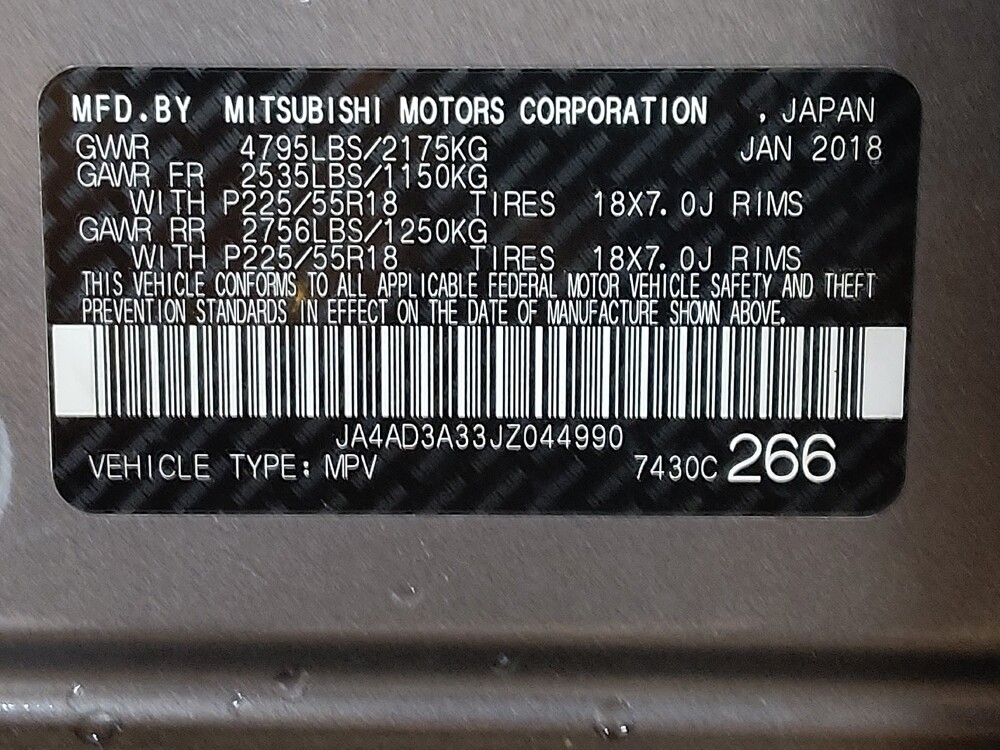 MFD.BY MITSUBISHI MOTORS CORPORATION , JAPAN
GVWR 4795LBS/2175KG JAN 2018
GAWR FR 2535LBS/1150KG
WITH P225/55R18 TIRES 18X7.0J RIMS
GAWR RR 2756LBS/1250KG
WITH P225/55R18 TIRES 18X7.0J RIMS
THIS VEHICLE CONFORMS TO ALL APPLICABLE FEDERAL MOTOR VEHICLE SAFETY AND THEFT
PREVENTION STANDARDS IN EFFECT ON THE DATE OF MANUFACTURE SHOWN ABOVE.
JA4AD3A33JZ044990
VEHICLE TYPE: MPV 7430C 266